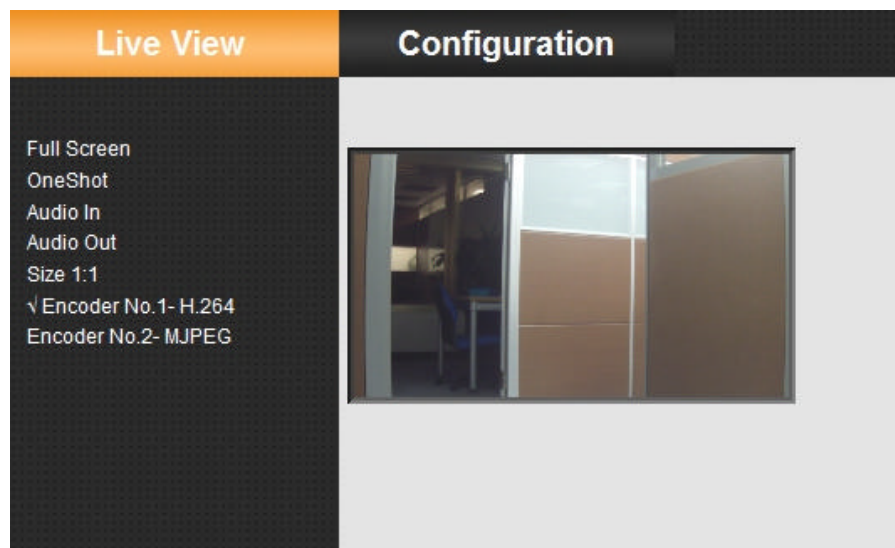 Live View
Configuration
Full Screen
OneShot
Audio In
Audio Out
Size 1:1
√ Encoder No.1- H.264
Encoder No.2- MJPEG